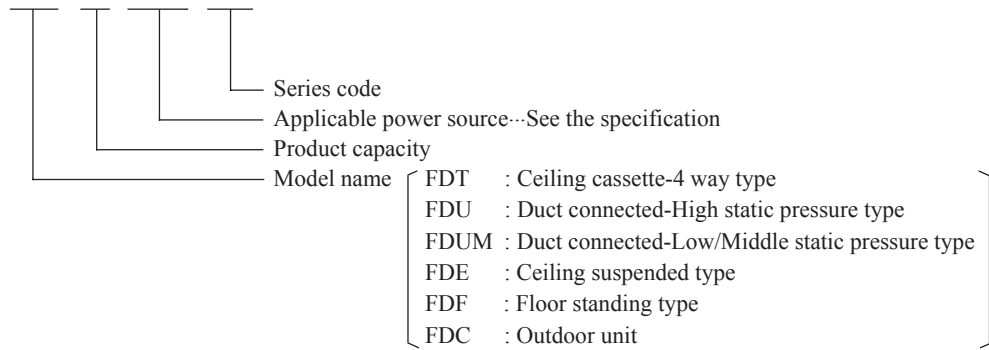 Series code
Applicable power source···See the specification
Product capacity
Model name FDT : Ceiling cassette-4 way type
FDU : Duct connected-High static pressure type
FDUM : Duct connected-Low/Middle static pressure type
FDE : Ceiling suspended type
FDF : Floor standing type
FDC : Outdoor unit